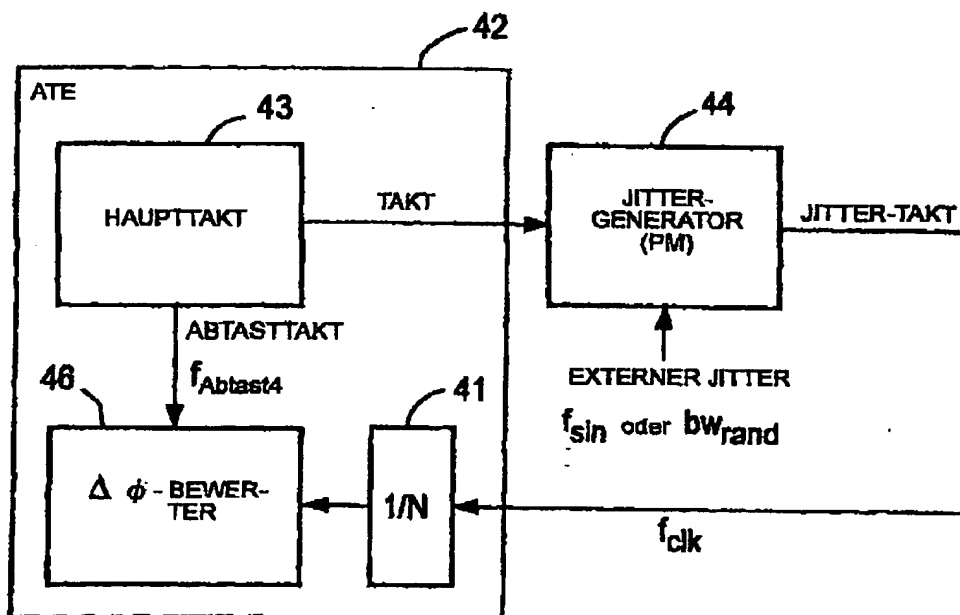 42
ATE
43
44
HAUPTTAKT
TAKT
JITTER-
GENERATOR
(PM)
JITTER-TAKT
ABTASTTAKT
f_Abtast4
EXTERNER JITTER
f_sin oder bw_rand
46
41
Δ ϕ - BEWER-
TER
1/N
f_clk